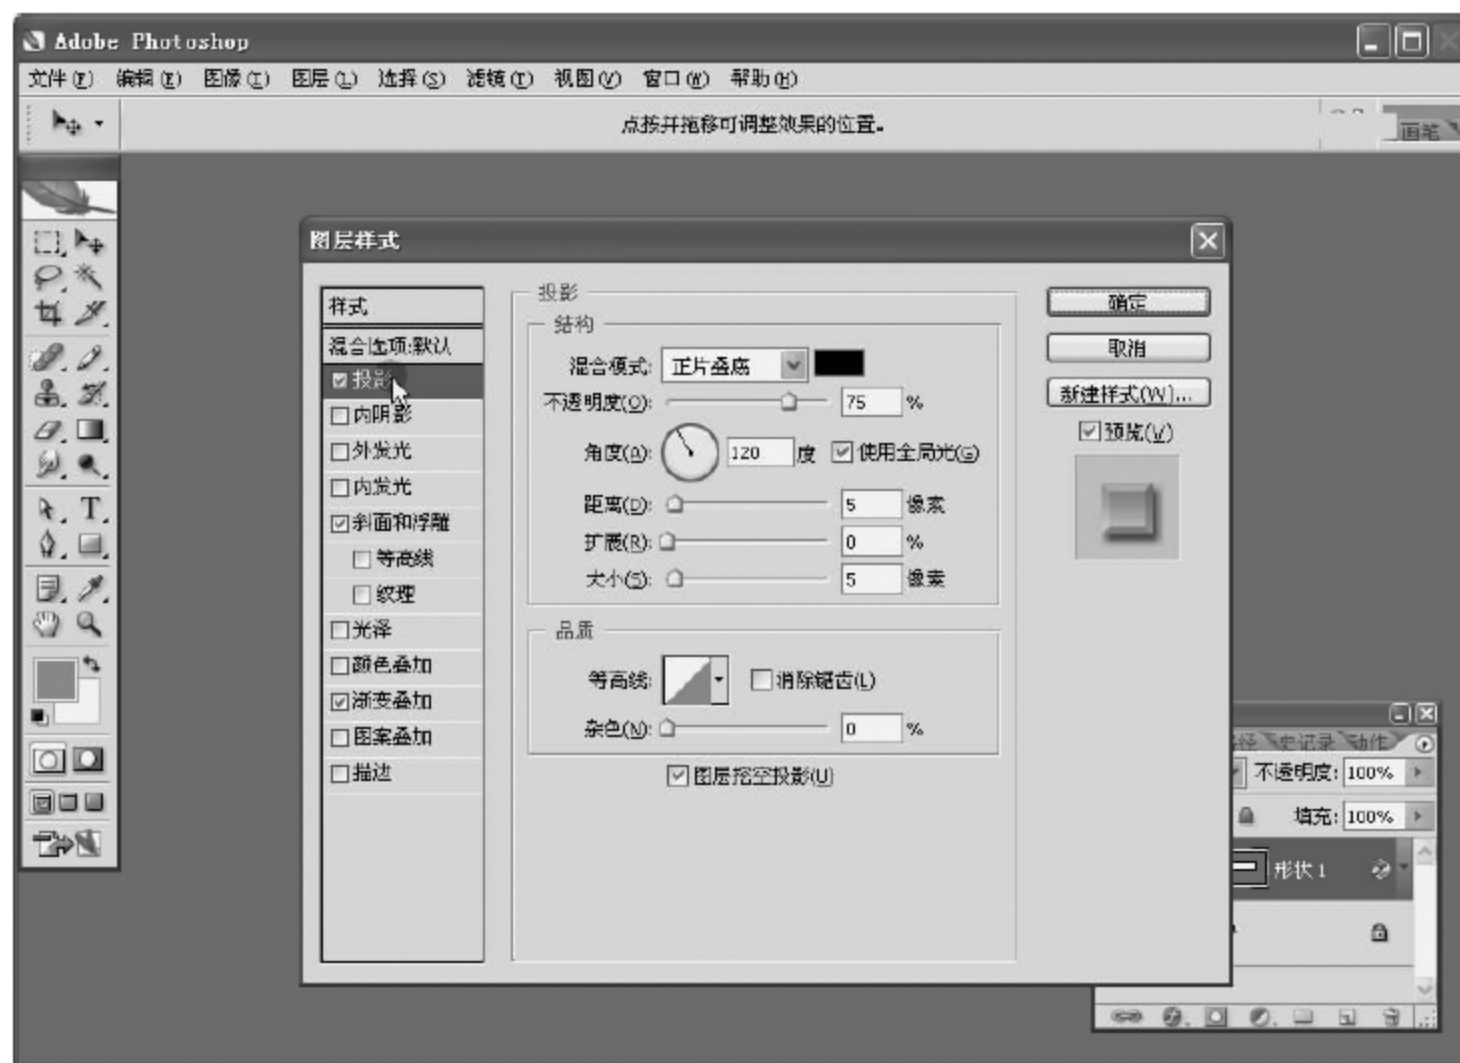 Adobe Photoshop
文件(F) 编辑(E) 图像(I) 图层(L) 选择(S) 滤镜(T) 视图(V) 窗口(W) 帮助(H)
点按并拖移可调整效果的位置。
画笔
图层样式
样式
混合选项:默认
投影
内阴影
外发光
内发光
斜面和浮雕
等高线
纹理
光泽
颜色叠加
渐变叠加
图案叠加
描边
投影
结构
混合模式: 正片叠底
不透明度(O): 75 %
角度(A): 120 度 使用全局光(G)
距离(D): 5 像素
扩展(R): 0 %
大小(S): 5 像素
品质
等高线: 消除锯齿(L)
杂色(N): 0 %
图层挖空投影(U)
确定
取消
新建样式(W)...
预览(V)
史记录 动作
不透明度: 100%
填充: 100%
形状 1
T